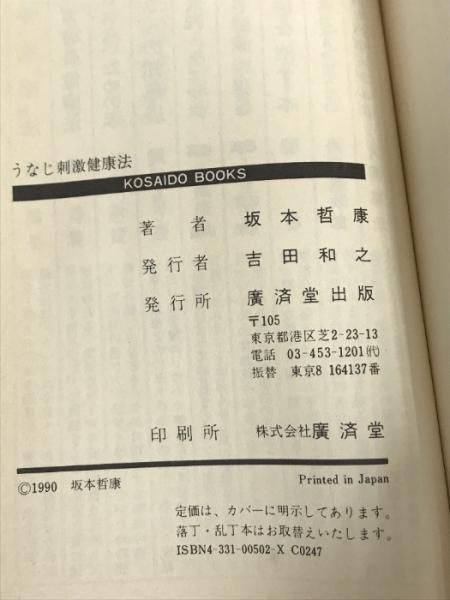 うなじ刺激健康法
KOSAIDO BOOKS
著者 坂本哲康
発行者 吉田和之
発行所 廣済堂出版
〒105
東京都港区芝2-23-13
電話 03-453-1201㈹
振替 東京8 164137番
印刷所 株式会社廣済堂
©1990 坂本哲康 Printed in Japan
定価は、カバーに明示してあります。
落丁・乱丁本はお取替えいたします。
ISBN4-331-00502-X C0247